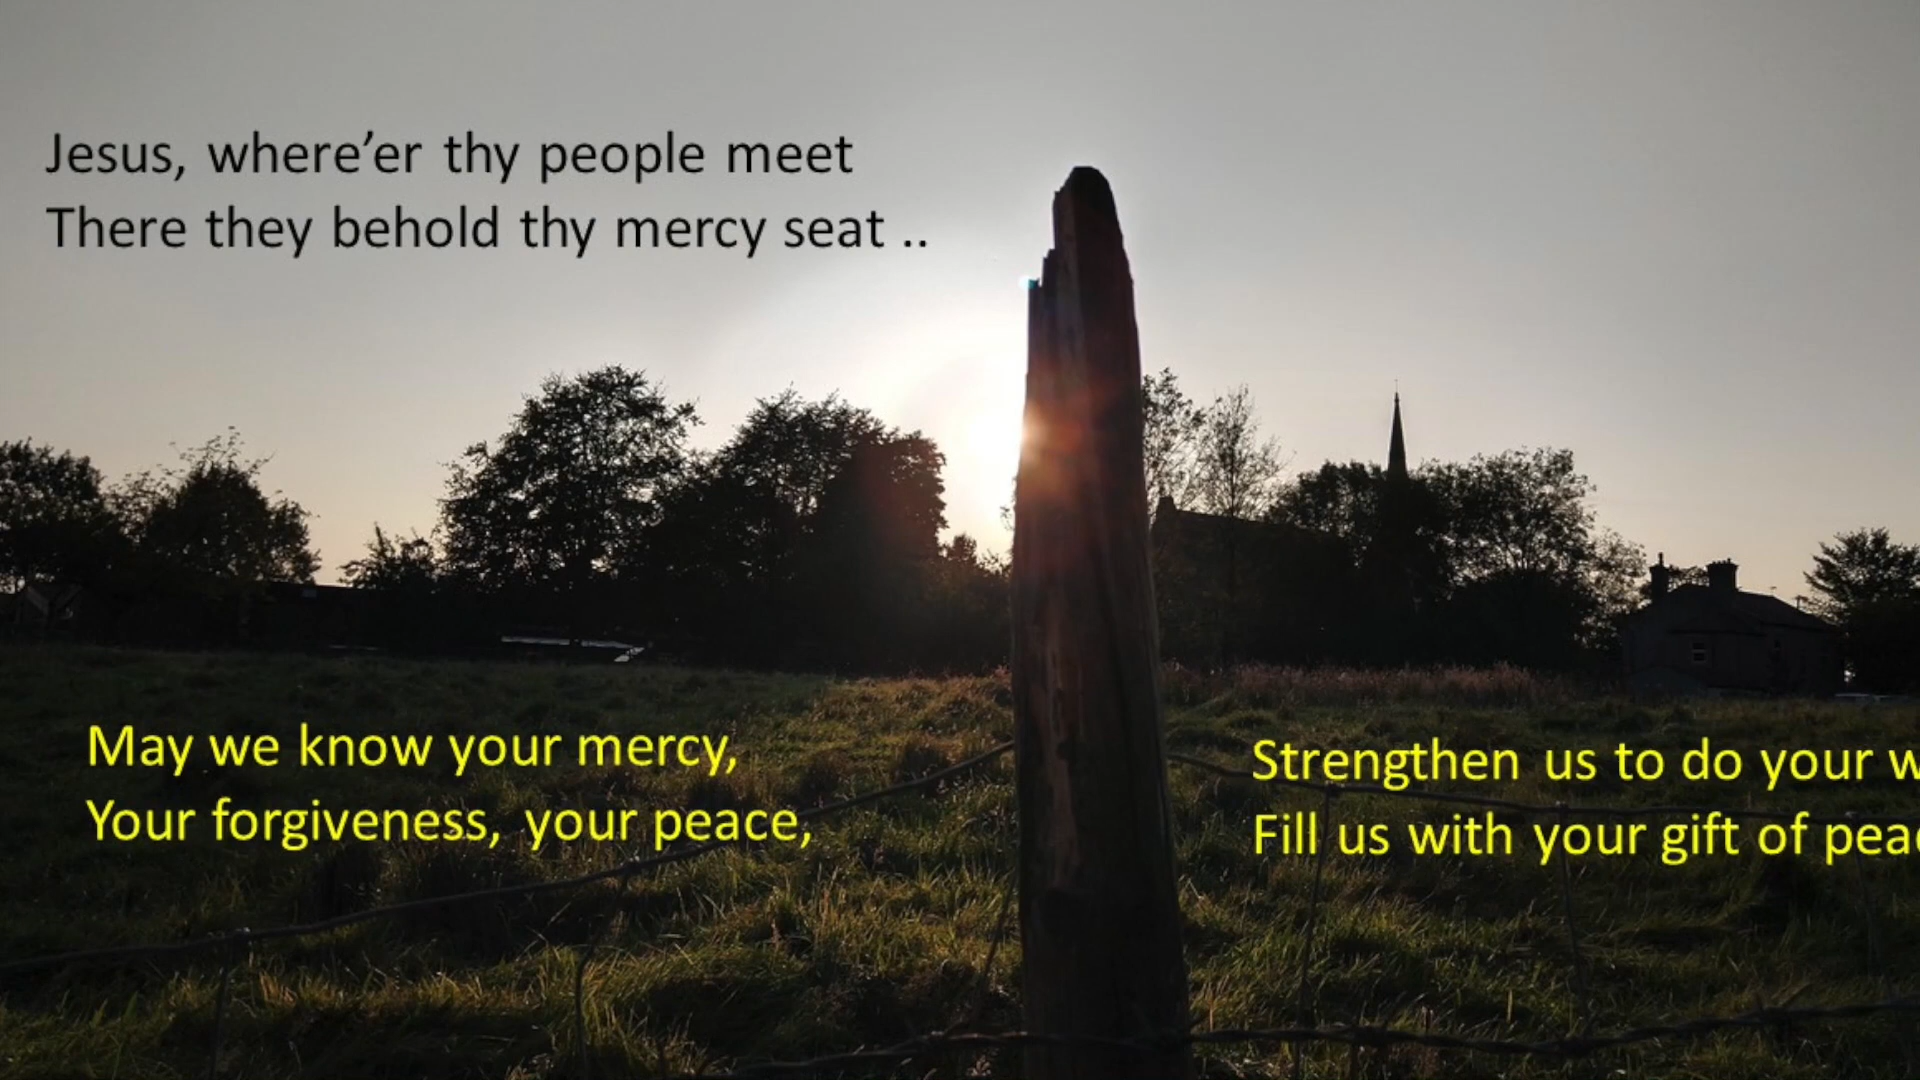 Jesus, where’er thy people meet
There they behold thy mercy seat ..
May we know your mercy,
Your forgiveness, your peace,
Strengthen us to do your
Fill us with your gift of